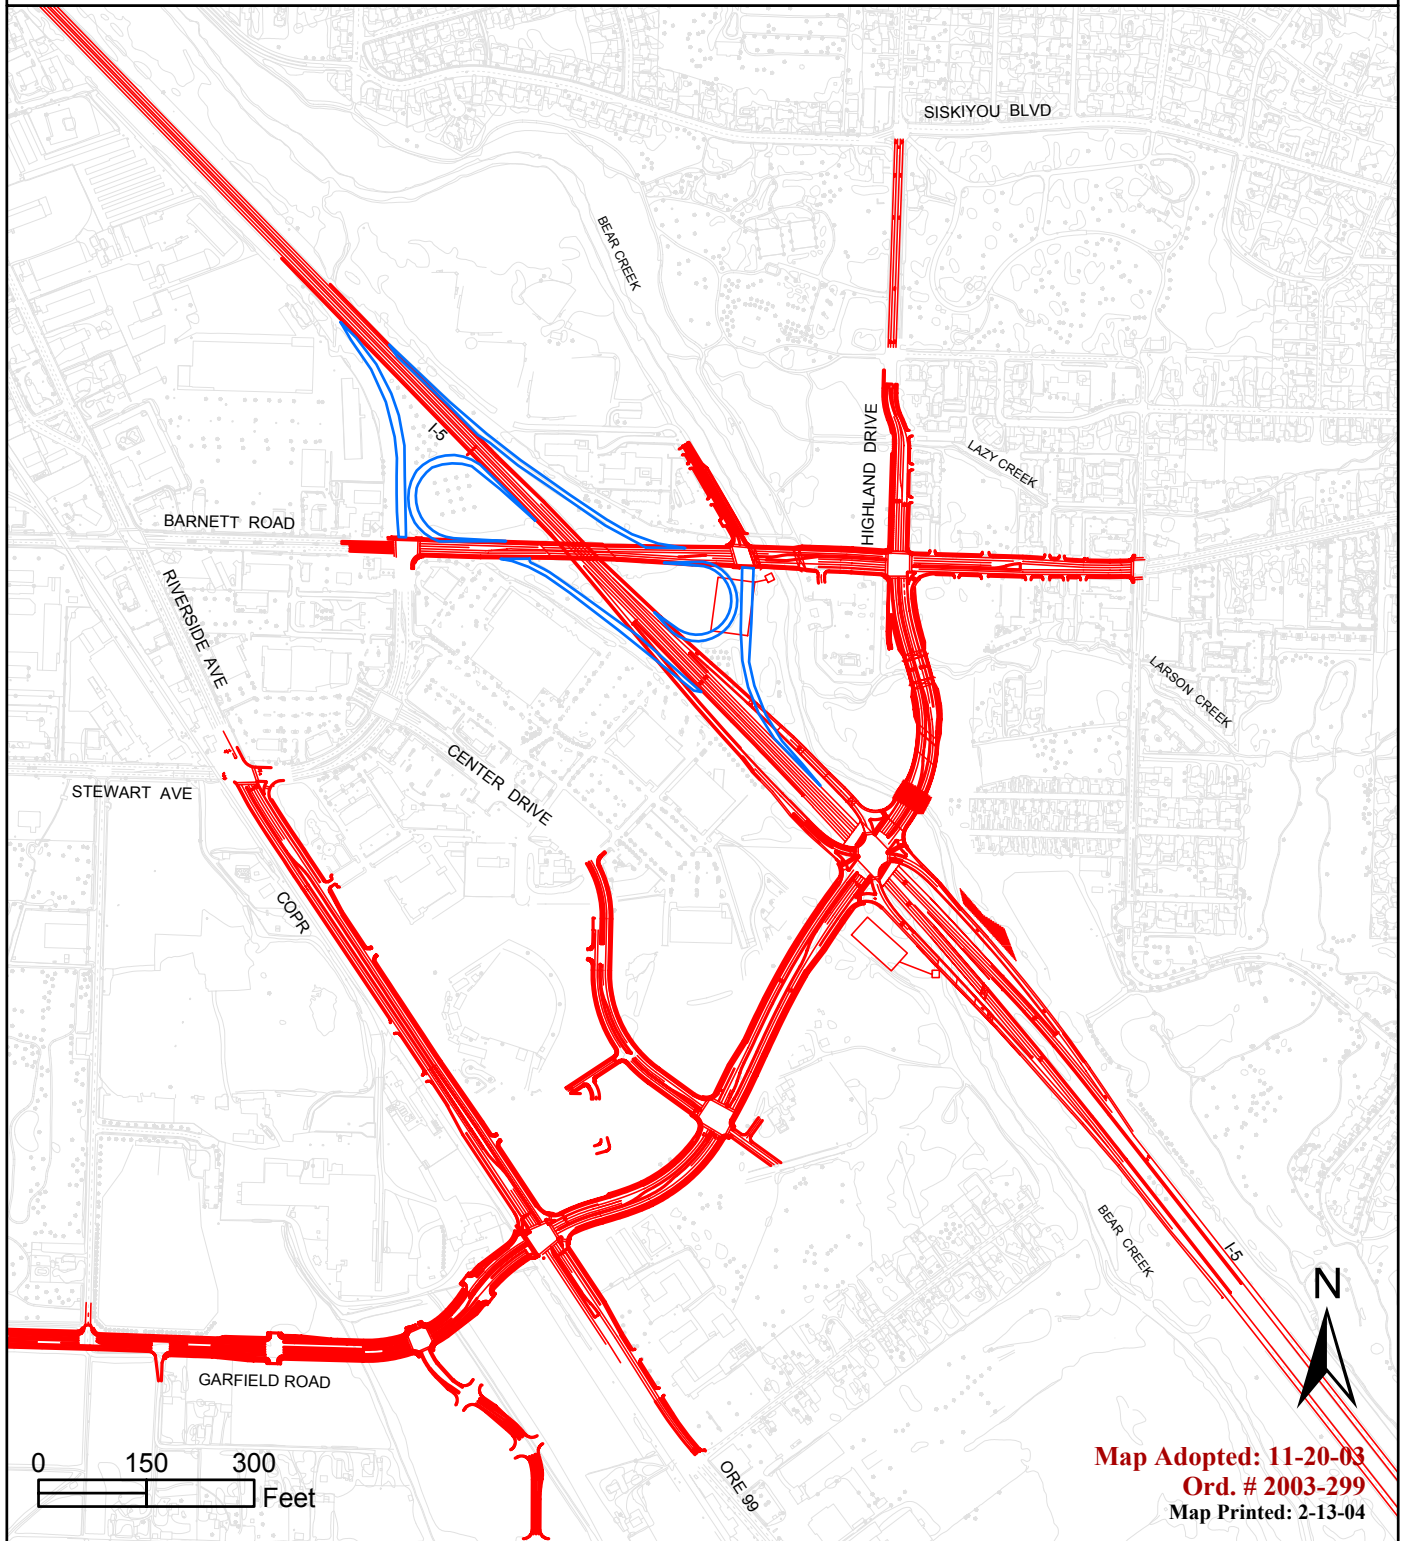 SISKIYOU BLVD
BEAR CREEK
I-5
HIGHLAND DRIVE
LAZY CREEK
BARNETT ROAD
RIVERSIDE AVE
LARSON CREEK
CENTER DRIVE
STEWART AVE
COPR
BEAR CREEK
I-5
N
GARFIELD ROAD
ORE 99
0 150 300
Feet
Map Adopted: 11-20-03
Ord. # 2003-299
Map Printed: 2-13-04